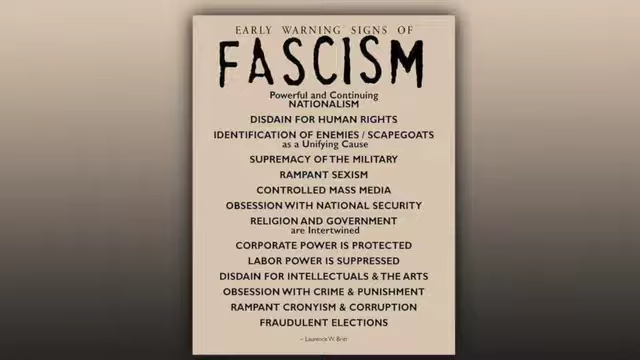 EARLY WARNING SIGNS OF
FASCISM
Powerful and Continuing
NATIONALISM
DISDAIN FOR HUMAN RIGHTS
IDENTIFICATION OF ENEMIES / SCAPEGOATS
as a Unifying Cause
SUPREMACY OF THE MILITARY
RAMPANT SEXISM
CONTROLLED MASS MEDIA
OBSESSION WITH NATIONAL SECURITY
RELIGION AND GOVERNMENT
are Intertwined
CORPORATE POWER IS PROTECTED
LABOR POWER IS SUPPRESSED
DISDAIN FOR INTELLECTUALS & THE ARTS
OBSESSION WITH CRIME & PUNISHMENT
RAMPANT CRONYISM & CORRUPTION
FRAUDULENT ELECTIONS
~ Laurence W. Britt